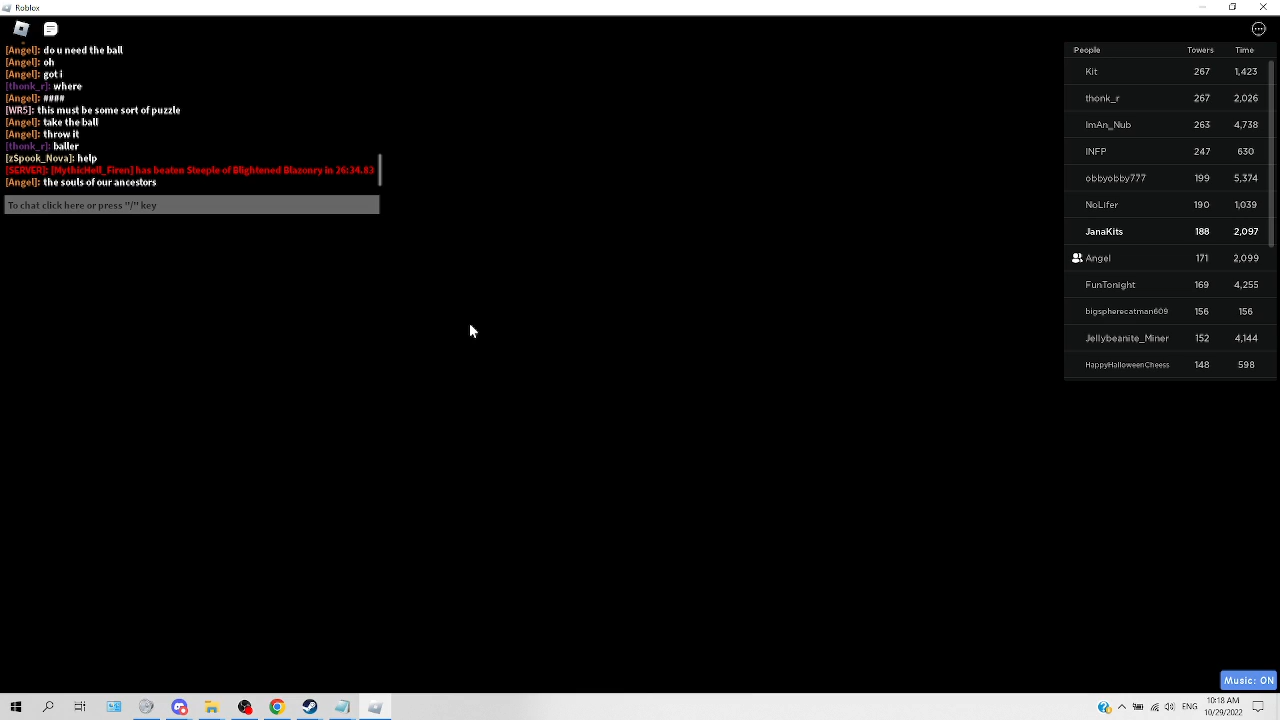 Roblox
[Angel]: do u need the ball
[Angel]: oh
[Angel]: got i
[thonk_r]: where
[Angel]: ####
[WR5]: this must be some sort of puzzle
[Angel]: take the ball
[Angel]: throw it
[thonk_r]: baller
[zSpook_Nova]: help
[SERVER]: [MythicHell_Firen] has beaten Steeple of Blightened Blazonry in 26:34.83
[Angel]: the souls of our ancestors
To chat click here or press "/" key
People Towers Time
Kit 267 1,423
thonk_r 267 2,026
ImAn_Nub 263 4,738
INFP 247 630
obbyobby777 199 5,374
NoLifer 190 1,039
JanaKits 188 2,097
Angel 171 2,099
FunTonight 169 4,255
bigspherecatman609 156 156
Jellybeanite_Miner 152 4,144
HappyHalloweenCheess 148 598
Music: ON
ENG
10:18 AM
10/29/2022